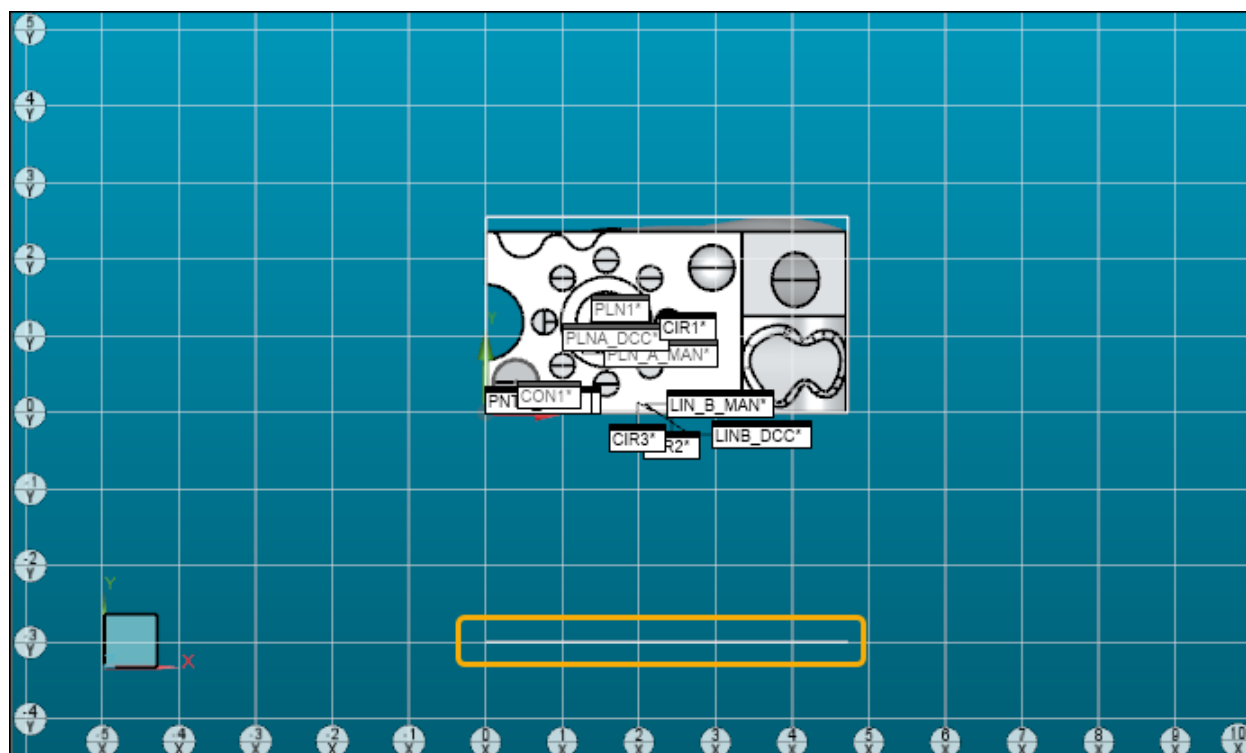 5
Y
4
Y
3
Y
2
Y
1
Y
0
Y
-1
Y
-2
Y
-3
Y
-4
Y
PLN1*
CIR1*
PLNA_DCC*
PLN_A_MAN*
Y
CON1*
PNT
LIN_B_MAN*
LINB_DCC*
CIR3*
R2*
Y
X
-5
X
-4
X
-3
X
-2
X
-1
X
0
X
1
X
2
X
3
X
4
X
5
X
6
X
7
X
8
X
9
X
10
X